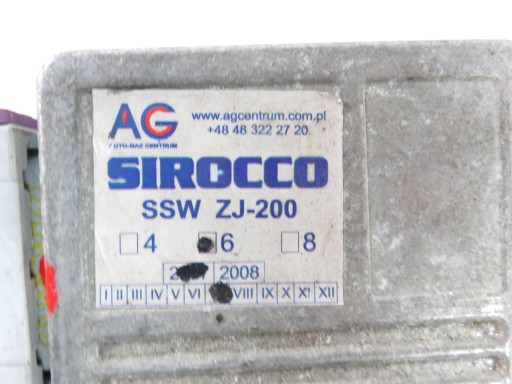 AG
AUTO-GAZ CENTRUM
www.agcentrum.com.pl
+48 48 322 27 20
SIROCCO
SSW ZJ-200
4 6 8
2008
I II III IV V VI VIII IX X XI XII